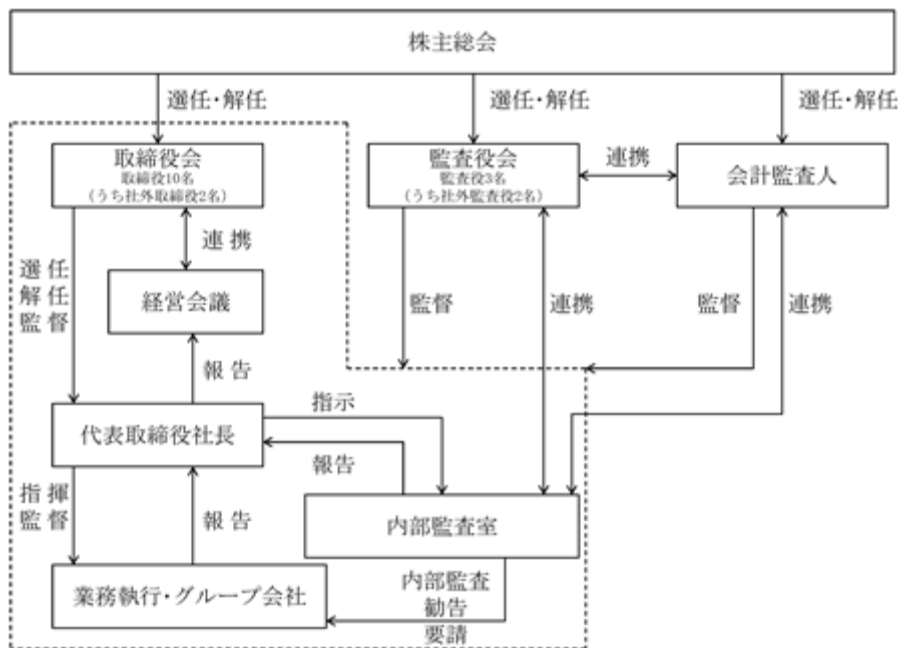 株主総会
選任・解任
選任・解任
選任・解任
取締役会
取締役10名
(うち社外取締役2名)
監査役会
監査役3名
(うち社外監査役2名)
連携
会計監査人
連 携
選 任
解 任
監 督
経営会議
監督
連携
監督
連携
報 告
代表取締役社長
指示
報告
指 揮
監 督
報 告
内部監査室
業務執行・グループ会社
内部監査
勧告
要請